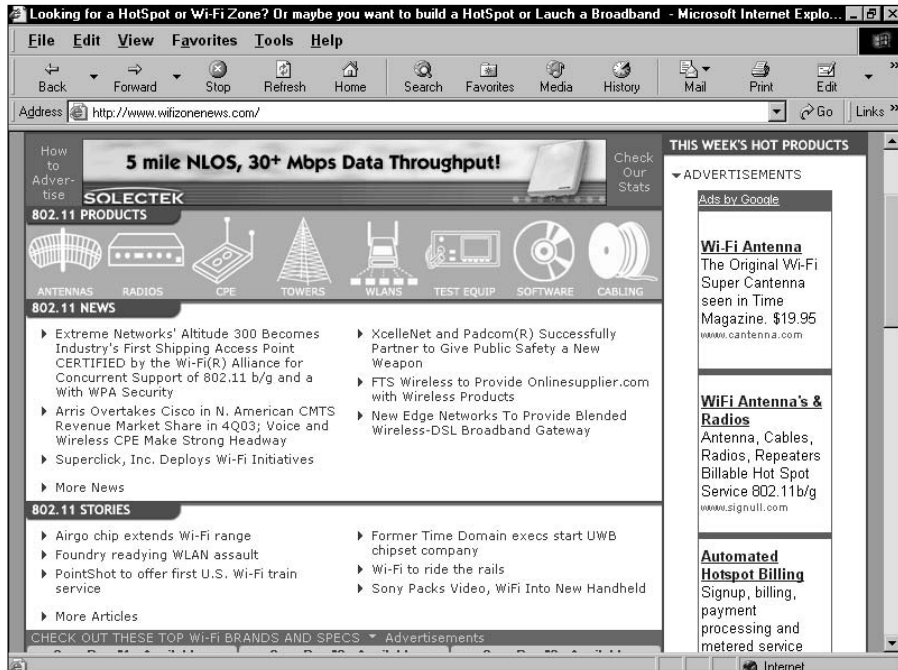 Looking for a HotSpot or Wi-Fi Zone? Or maybe you want to build a HotSpot or Lauch a Broadband - Microsoft Internet Explo...
File Edit View Favorites Tools Help
Back Forward Stop Refresh Home Search Favorites Media History Mail Print Edit
Address http://www.wifizonenews.com/ Go Links
How
to
Adver-
tise
5 mile NLOS, 30+ Mbps Data Throughput!
SOLECTEK
Check
Our
Stats
802.11 PRODUCTS
ANTENNAS RADIOS CPE TOWERS WLANS TEST EQUIP SOFTWARE CABLING
802.11 NEWS
Extreme Networks' Altitude 300 Becomes
Industry's First Shipping Access Point
CERTIFIED by the Wi-Fi(R) Alliance for
Concurrent Support of 802.11 b/g and a
With WPA Security
Arris Overtakes Cisco in N. American CMTS
Revenue Market Share in 4Q03; Voice and
Wireless CPE Make Strong Headway
Superclick, Inc. Deploys Wi-Fi Initiatives
More News
XcelleNet and Padcom(R) Successfully
Partner to Give Public Safety a New
Weapon
FTS Wireless to Provide Onlinesupplier.com
with Wireless Products
New Edge Networks To Provide Blended
Wireless-DSL Broadband Gateway
802.11 STORIES
Airgo chip extends Wi-Fi range
Foundry readying WLAN assault
PointShot to offer first U.S. Wi-Fi train
service
More Articles
Former Time Domain execs start UWB
chipset company
Wi-Fi to ride the rails
Sony Packs Video, WiFi Into New Handheld
CHECK OUT THESE TOP Wi-Fi BRANDS AND SPECS Advertisements
THIS WEEK'S HOT PRODUCTS
ADVERTISEMENTS
Ads by Google
Wi-Fi Antenna
The Original Wi-Fi
Super Cantenna
seen in Time
Magazine. $19.95
www.cantenna.com
WiFi Antenna's &
Radios
Antenna, Cables,
Radios, Repeaters
Billable Hot Spot
Service 802.11b/g
www.signull.com
Automated
Hotspot Billing
Signup, billing,
payment
processing and
metered service
Internet